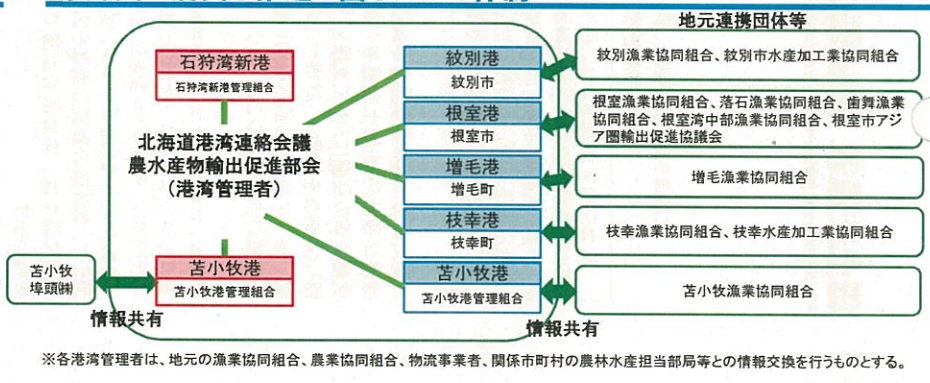 地元連携団体等
石狩湾新港
石狩湾新港管理組合
北海道港湾連絡会議
農水産物輸出促進部会
(港湾管理者)
苫小牧港
苫小牧港管理組合
苫小牧
埠頭㈱
情報共有
紋別港
紋別市
根室港
根室市
増毛港
増毛町
枝幸港
枝幸町
苫小牧港
苫小牧港管理組合
情報共有
紋別漁業協同組合、紋別市水産加工業協同組合
根室漁業協同組合、落石漁業協同組合、歯舞漁業
協同組合、根室湾中部漁業協同組合、根室市アジ
ア圏輸出促進協議会
増毛漁業協同組合
枝幸漁業協同組合、枝幸水産加工業協同組合
苫小牧漁業協同組合
※各港湾管理者は、地元の漁業協同組合、農業協同組合、物流事業者、関係市町村の農林水産担当部局等との情報交換を行うものとする。